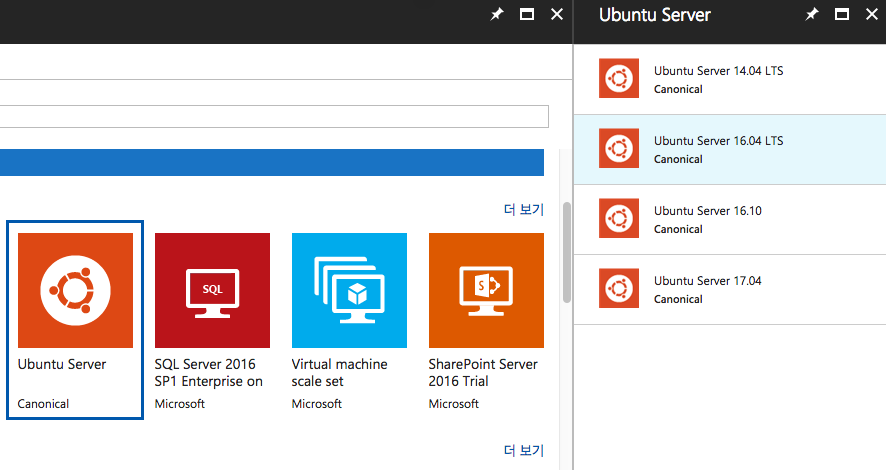 Ubuntu Server
Ubuntu Server 14.04 LTS
Canonical
Ubuntu Server 16.04 LTS
Canonical
Ubuntu Server 16.10
Canonical
Ubuntu Server 17.04
Canonical
더 보기
SQL
S
Ubuntu Server
Canonical
SQL Server 2016
SP1 Enterprise on
Microsoft
Virtual machine
scale set
Microsoft
SharePoint Server
2016 Trial
Microsoft
더 보기